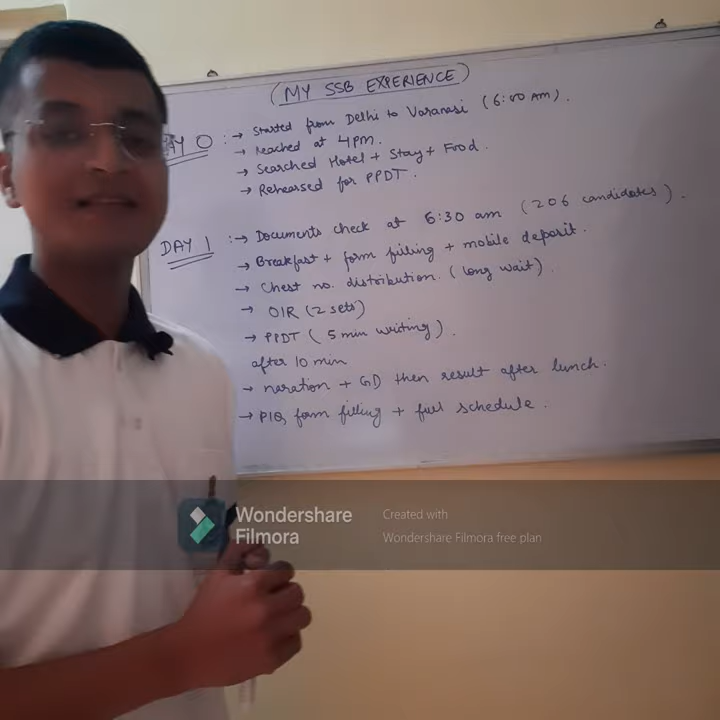 (MY SSB EXPERIENCE)
DAY 0 :→ Started from Delhi to Varanasi (6:00 AM).
→ Reached at 4PM.
→ Searched Hotel + Stay + Food.
→ Rehearsed for PPDT.
DAY 1 :→ Documents check at 6:30 am (206 candidates).
→ Breakfast + form filling + mobile deposit.
→ Chest no. distribution. (long wait).
→ OIR (2 sets)
→ PPDT (5 min writing).
after 10 min
→ naration + GD then result after lunch.
→ PIQ form filling + full schedule.
Wondershare
Filmora
Created with
Wondershare Filmora free plan